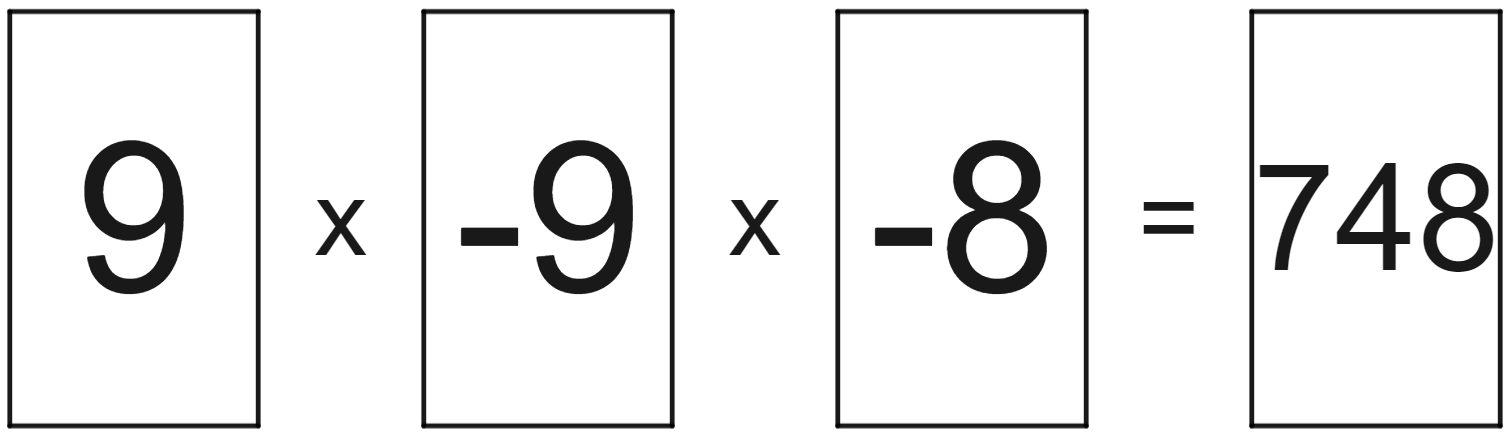 9 x -9 x -8 = 748